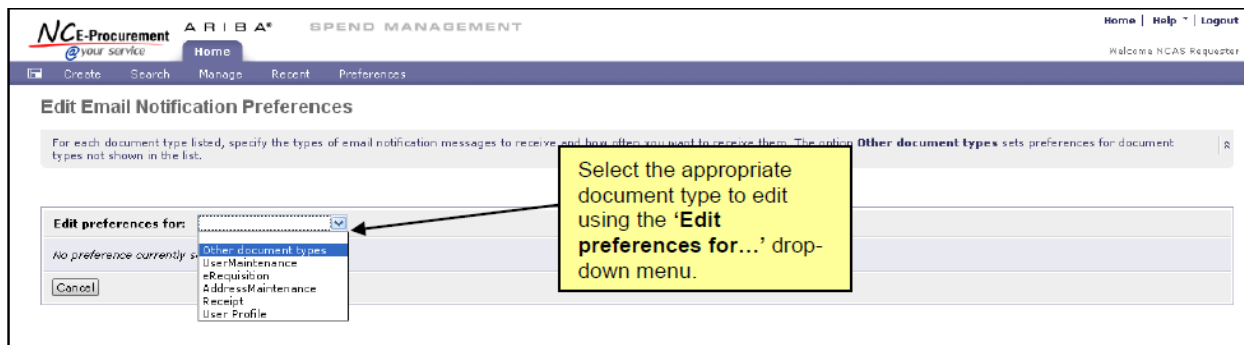 NCE-Procurement
@your service
ARIBA® SPEND MANAGEMENT
Home | Help | Logout
Home
Welcome NCAS Requester
Create Search Manage Recent Preferences
Edit Email Notification Preferences
For each document type listed, specify the types of email notification messages to receive and how often you want to receive them. The option Other document types sets preferences for document
types not shown in the list.
Select the appropriate
document type to edit
using the ‘Edit
preferences for…’ drop-
down menu.
Edit preferences for:
No preference currently
Other document types
UserMaintenance
eRequisition
AddressMaintenance
Receipt
User Profile
Cancel